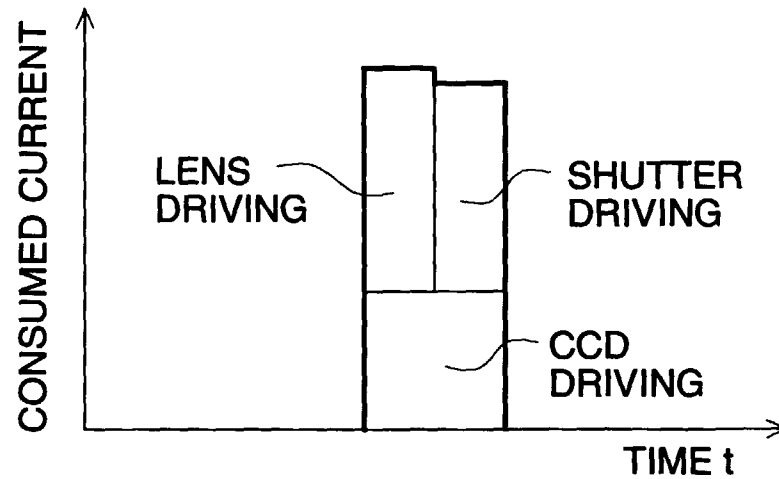 CONSUMED CURRENT
LENS
DRIVING
SHUTTER
DRIVING
CCD
DRIVING
TIME t